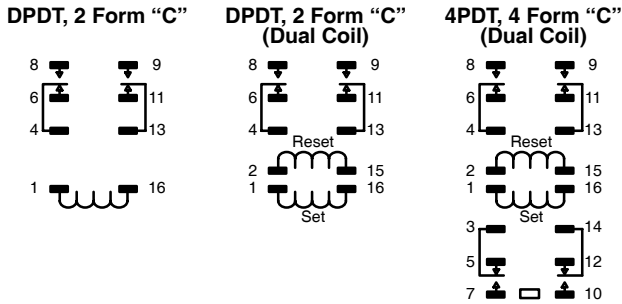 DPDT, 2 Form “C” DPDT, 2 Form “C” 4PDT, 4 Form “C”
(Dual Coil) (Dual Coil)
8 9 8 9 8 9
6 11 6 11 6 11
4 13 4 13 4 13
Reset Reset
2 15 2 15
1 16 1 16 1 16
Set Set
3 14
5 12
7 10